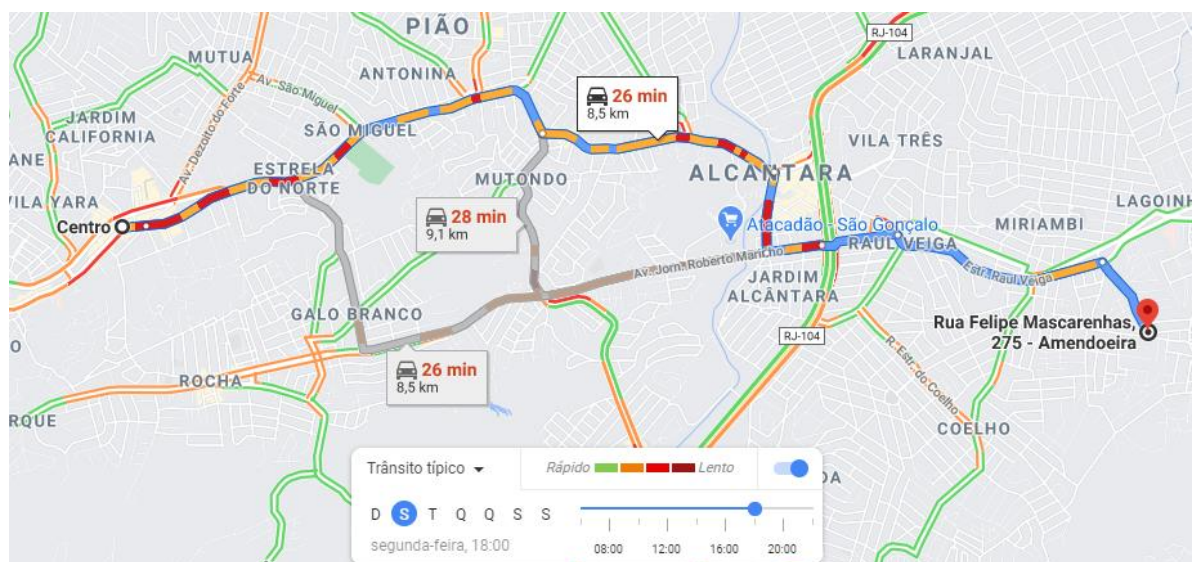 PIÃO
RJ-104
MUTUA
LARANJAL
ANTONINA
Av. São Miguel
26 min
8,5 km
JARDIM
CALIFORNIA
Av. Dezoito do Forte
SÃO MIGUEL
VILA TRÊS
ANE
ESTRELA
DO NORTE
MUTONDO
ALCANTARA
VILA YARA
LAGOINH
Centro
28 min
9,1 km
Atacadão - São Gonçalo
MIRIAMBI
RAUL VEIGA
Av. Jorn. Roberto Marinho
Estr. Raul Veiga
JARDIM
ALCÂNTARA
GALO BRANCO
Rua Felipe Mascarenhas,
275 - Amendoeira
RJ-104
O
26 min
8,5 km
R. Estr. do Coelho
ROCHA
RQUE
COELHO
Trânsito típico
Rápido
Lento
DA
D S T Q Q S S
segunda-feira, 18:00
08:00 12:00 16:00 20:00